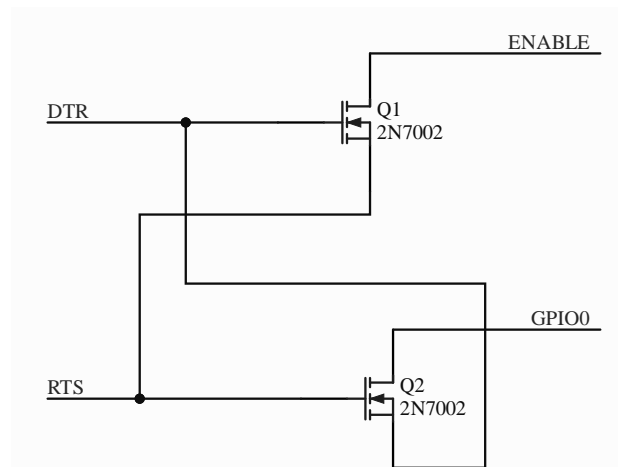 ENABLE
DTR
Q1
2N7002
GPIO0
RTS
Q2
2N7002